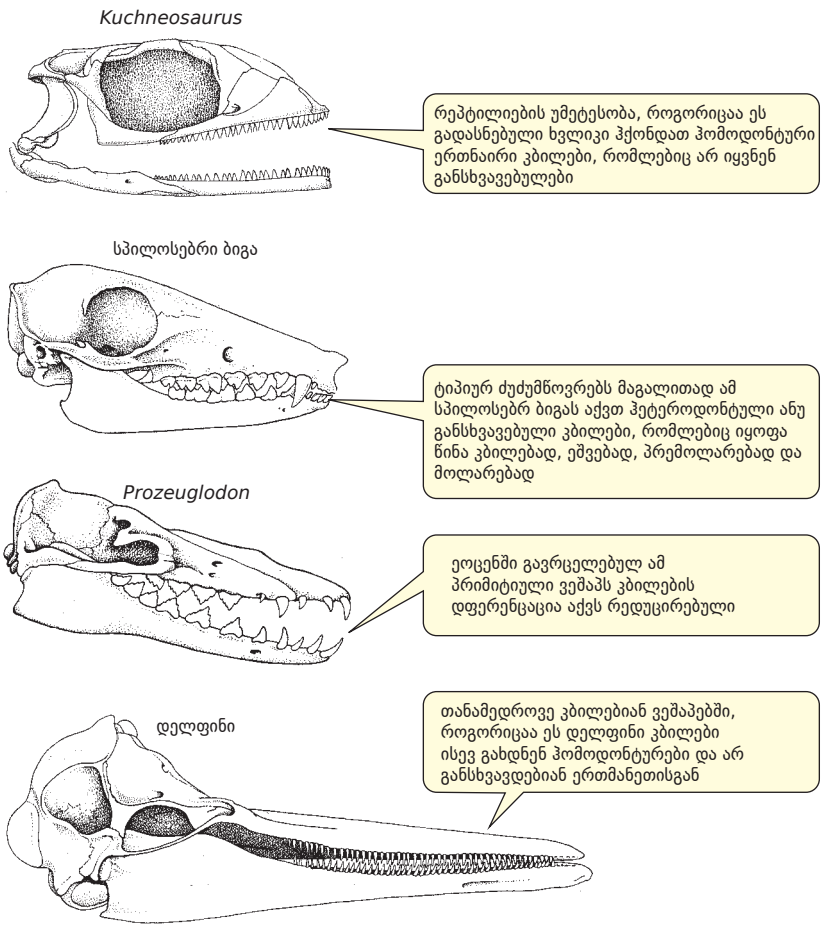 Kuchneosaurus
რეპტილიების უმეტესობა, როგორიცაა ეს
გადასნებული ხვლიკი ჰქონდათ ჰომოდონტური
ერთნაირი კბილები, რომლებიც არ იყვნენ
განსხვავებულები
სპილოსებრი ბიგა
ტიპიურ ძუძუმწოვრებს მაგალითად ამ
სპილოსებრ ბიგას აქვთ ჰეტეროდონტული ანუ
განსხვავებული კბილები, რომლებიც იყოფა
წინა კბილებად, ეშვებად, პრემოლარებად და
მოლარებად
Prozeuglodon
ეოცენში გავრცელებულ ამ
პრიმიტიული ვეშაპს კბილების
დფერენცაცია აქვს რედუცირებული
დელფინი
თანამედროვე კბილებიან ვეშაპებში,
როგორიცაა ეს დელფინი კბილები
ისევ გახდნენ ჰომოდონტურები და არ
განსხვავდებიან ერთმანეთისგან